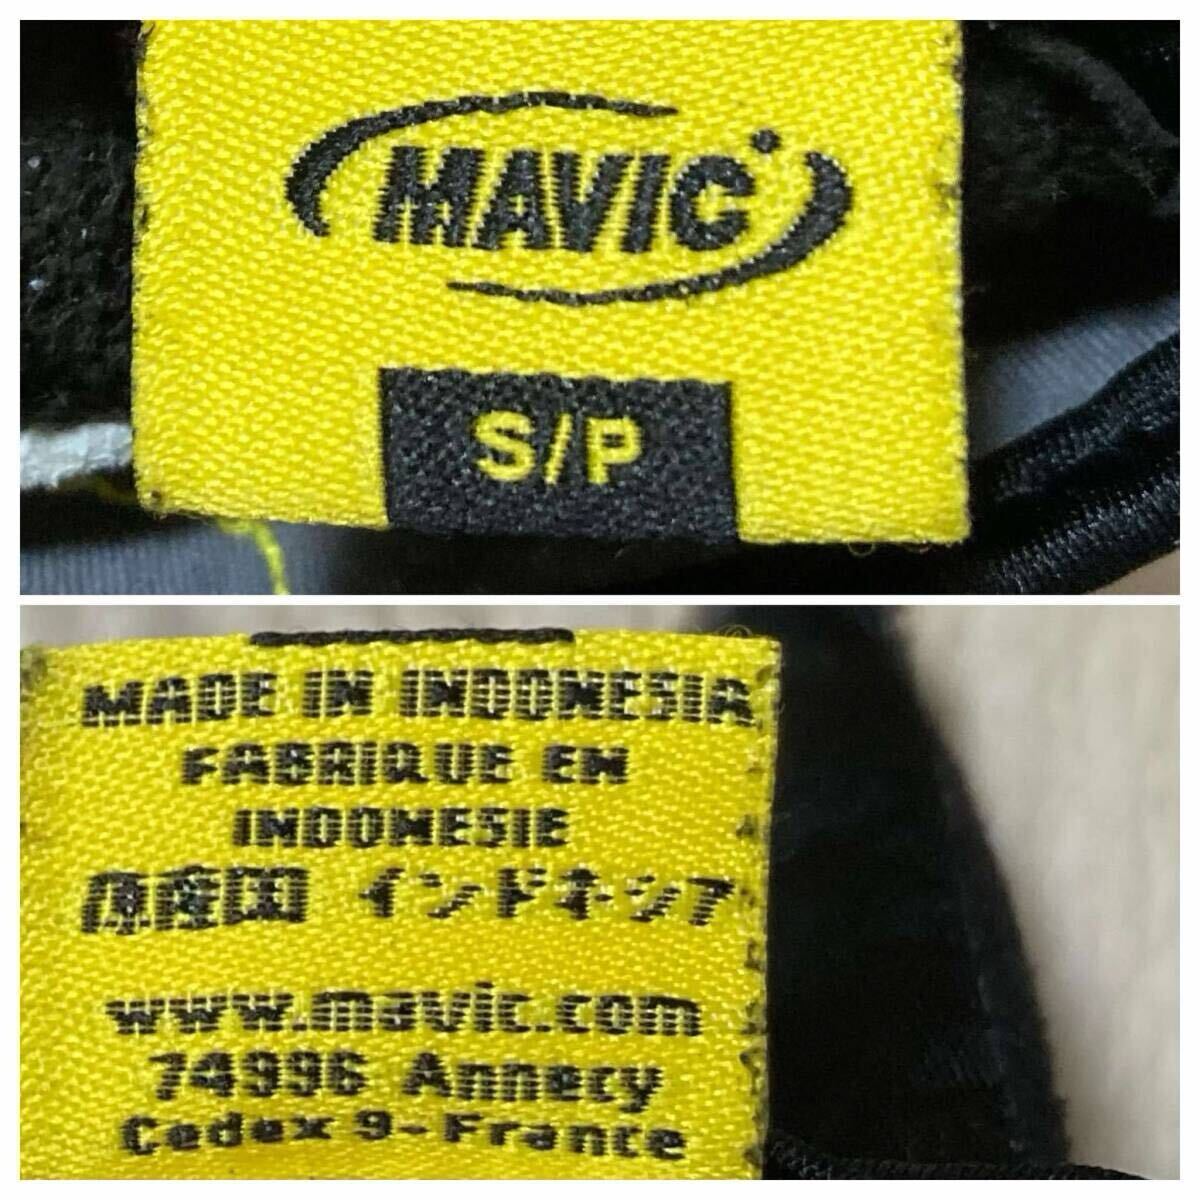 MAVIC
S/P
MADE IN INDONESIA
FABRIQUE EN
INDONESIE
原産国 インドネシア
www.mavic.com
74996 Annecy
Cedex 9-France